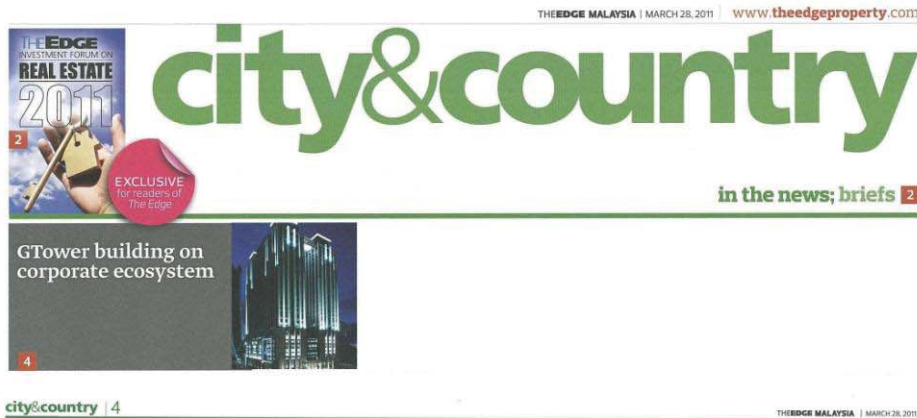 THEEDGE MALAYSIA | MARCH 28, 2011 www.theedgeproperty.com
THEEDGE
INVESTMENT FORUM ON
REAL ESTATE
2011
2
EXCLUSIVE
for readers of
The Edge
city&country
in the news; briefs 2
GTower building on
corporate ecosystem
4
city&country | 4
THEEDGE MALAYSIA | MARCH 28, 2011